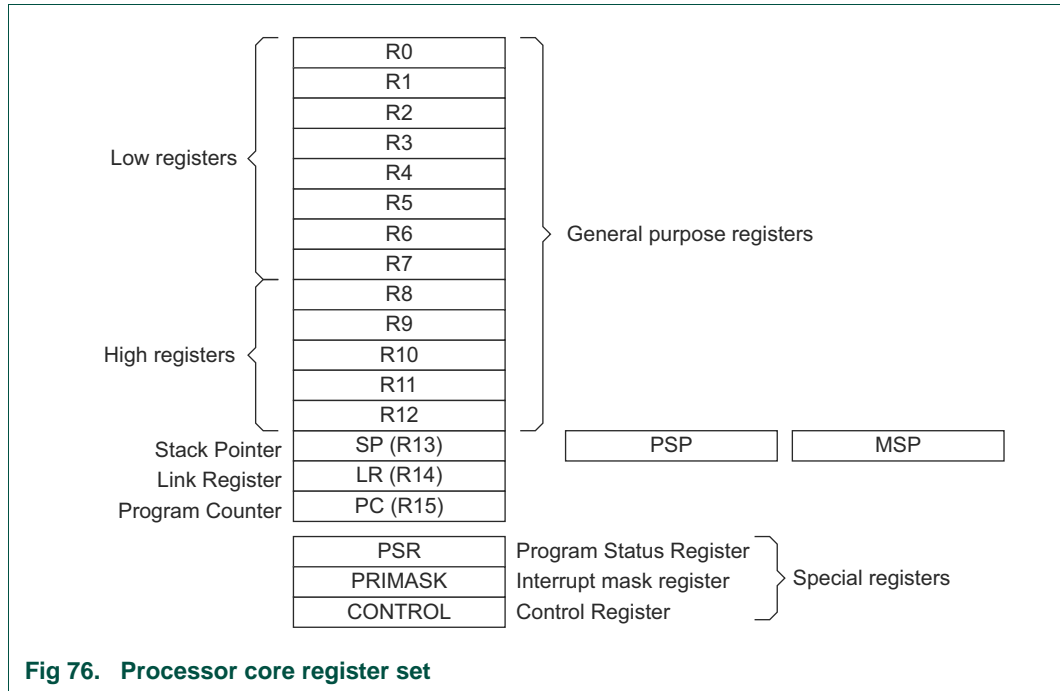 R0
R1
R2
R3
Low registers
R4
R5
R6
General purpose registers
R7
R8
R9
High registers
R10
R11
R12
Stack Pointer SP (R13) PSP MSP
Link Register LR (R14)
Program Counter PC (R15)
PSR Program Status Register
PRIMASK Interrupt mask register Special registers
CONTROL Control Register
Fig 76. Processor core register set